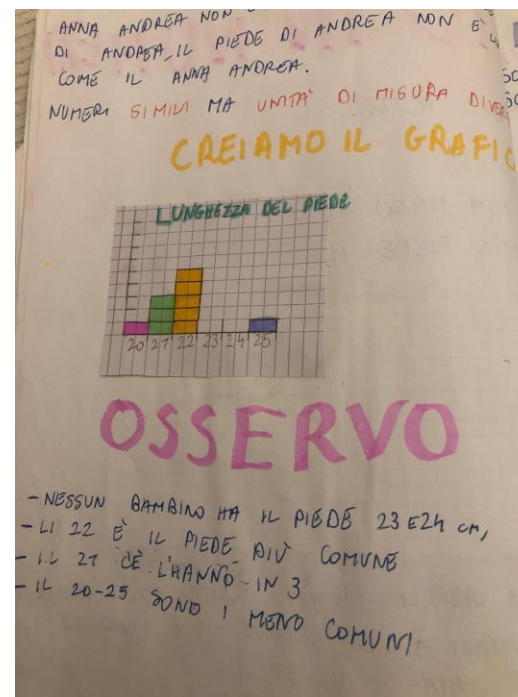 ANNA ANDREA NON
DI ANDREA, IL PIEDE DI ANDREA NON È
COME IL ANNA ANDREA.
NUMERI SIMILI MA UNITÀ DI MISURA
CREIAMO IL GRAFIC
LUNGHEZZA DEL PIEDE
20 21 22 23 24 25
OSSERVO
- NESSUN BAMBINO HA IL PIEDE 23 E 24 cm,
- LI 22 È IL PIEDE PIÙ COMUNE
- IL 21 CE L'HANNO IN 3
- IL 20-25 SONO I MENO COMUNI